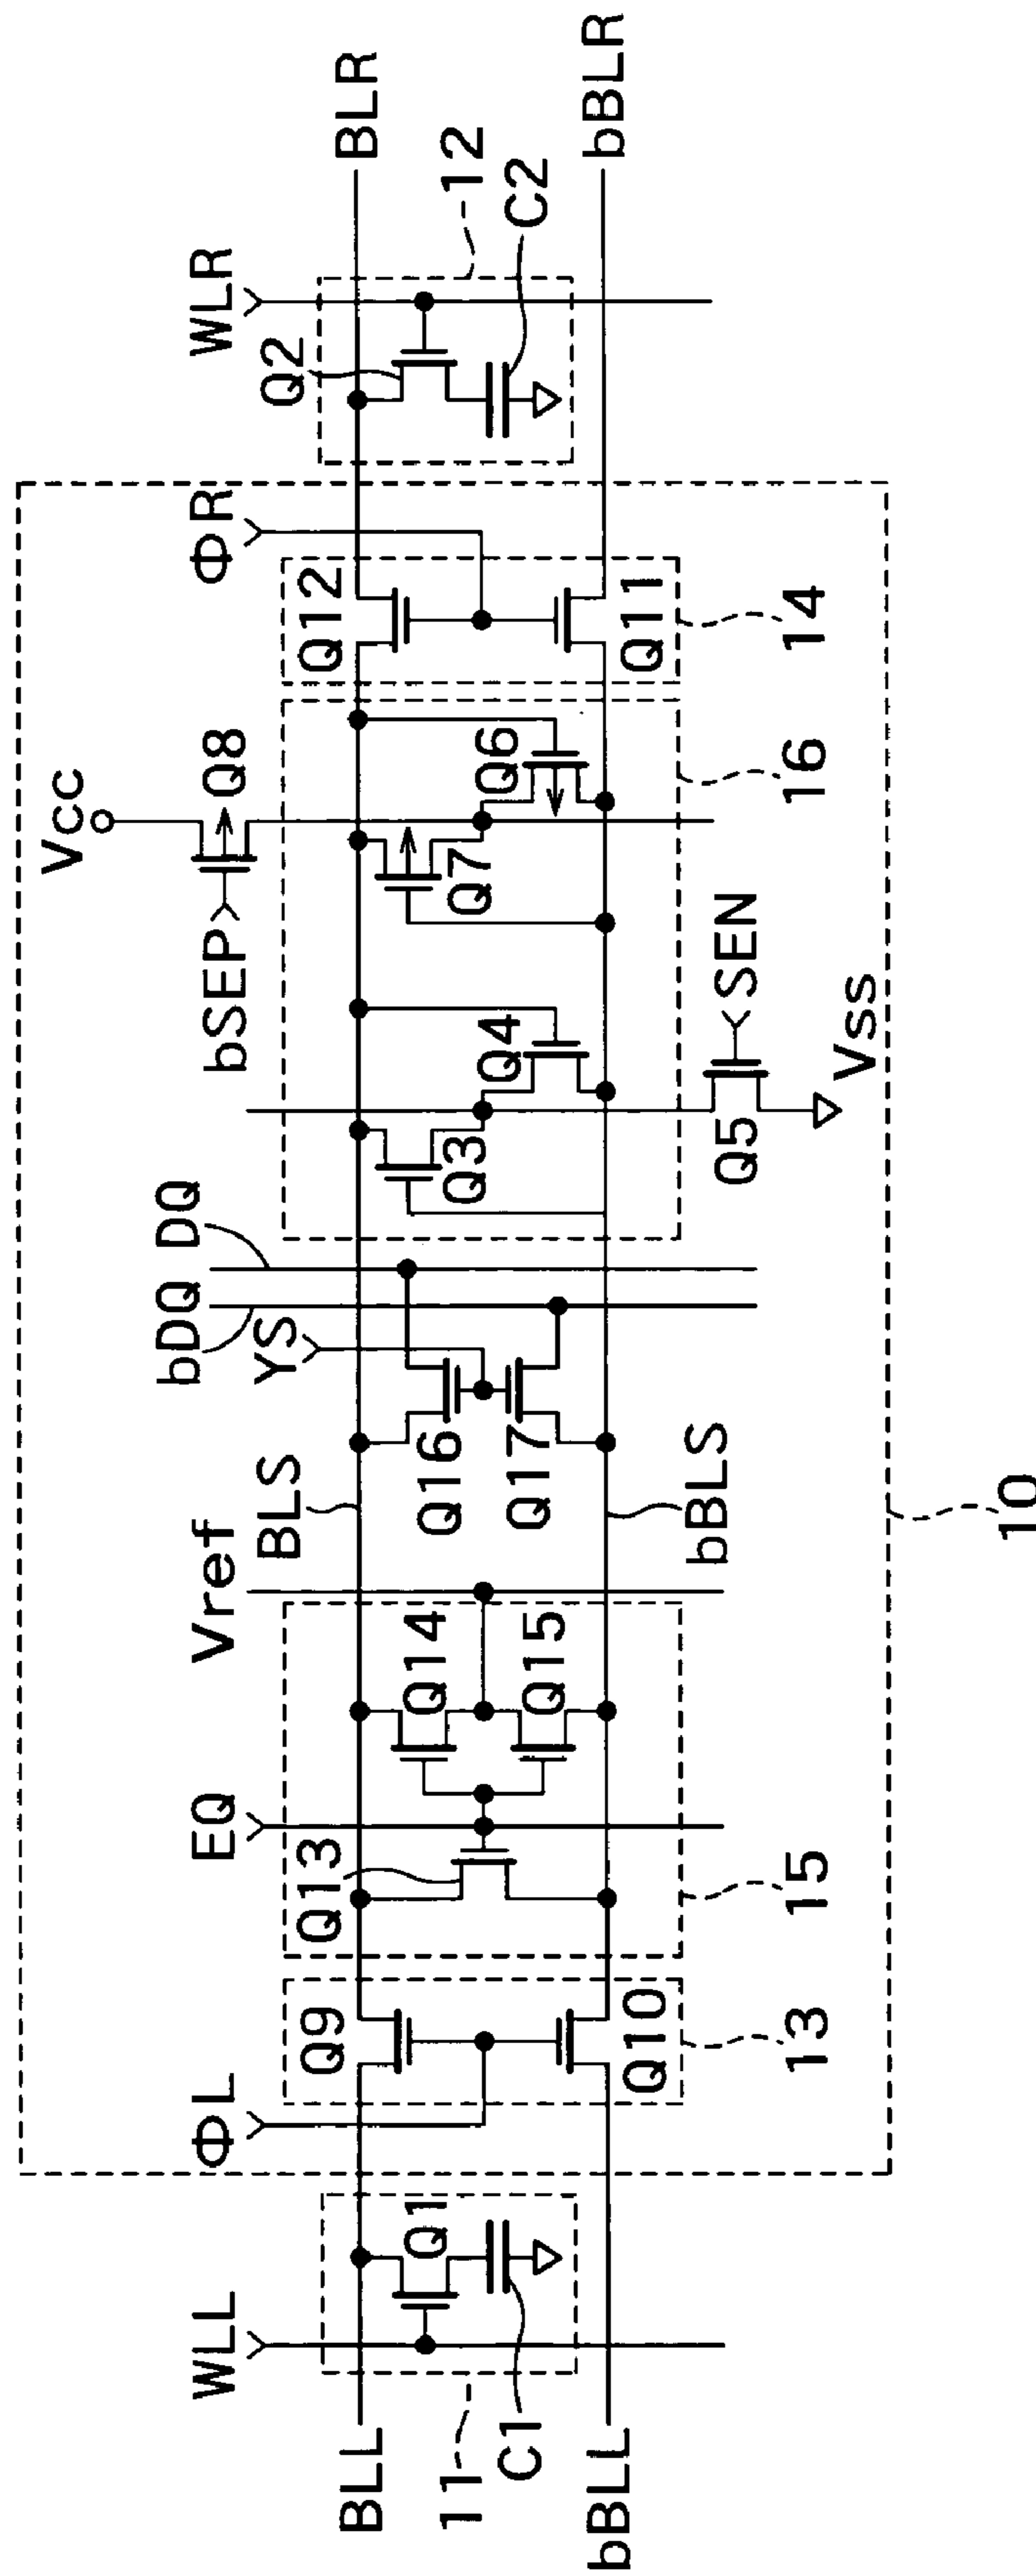 WLL
ΦL
EQ
Vref
YS
bDQ
DQ
bSEP
Vcc
Q8
ΦR
WLR
BLL
Q1
11
C1
bBLL
Q9
Q10
13
Q13
Q14
Q15
15
BLS
bBLS
Q16
Q17
Q3
Q4
Q5
SEN
Vss
Q7
Q6
16
Q12
Q11
14
Q2
12
C2
BLR
bBLR
10